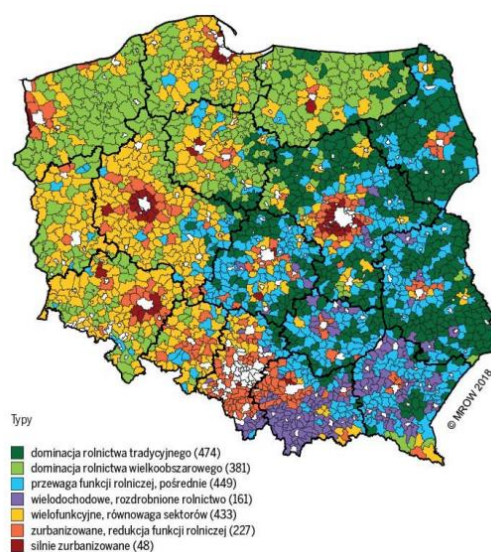 © MROW 2018
Typy
dominacja rolnictwa tradycyjnego (474)
dominacja rolnictwa wielkoobszarowego (381)
przewaga funkcji rolniczej, pośrednie (449)
wielodochodowe, rozdrobnione rolnictwo (161)
wielofunkcyjne, równowaga sektorów (433)
zurbanizowane, redukcja funkcji rolniczej (227)
silnie zurbanizowane (48)